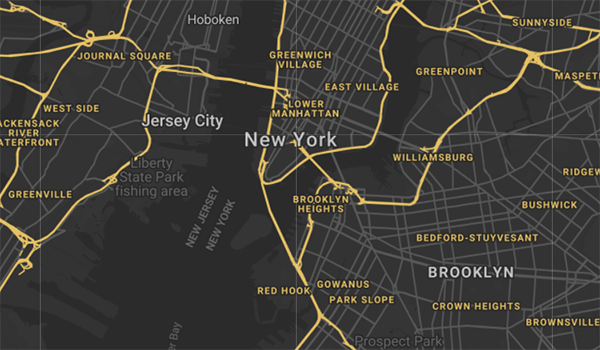 Hoboken
SUNNYSIDE
JOURNAL SQUARE
GREENWICH
VILLAGE
GREENPOINT
MASPET
EAST VILLAGE
WEST SIDE
LOWER
MANHATTAN
Jersey City
ACKENSACK
RIVER
ATERFRONT
New York
WILLIAMSBURG
Liberty
State Park
fishing area
RIDGEW
GREENVILLE
BROOKLYN
HEIGHTS
BUSHWICK
NEW JERSEY
NEW YORK
BEDFORD-STUYVESANT
BROOKLYN
RED HOOK
GOWANUS
PARK SLOPE
CROWN HEIGHTS
BROWNSVILLE
er Bay
Prospect Park